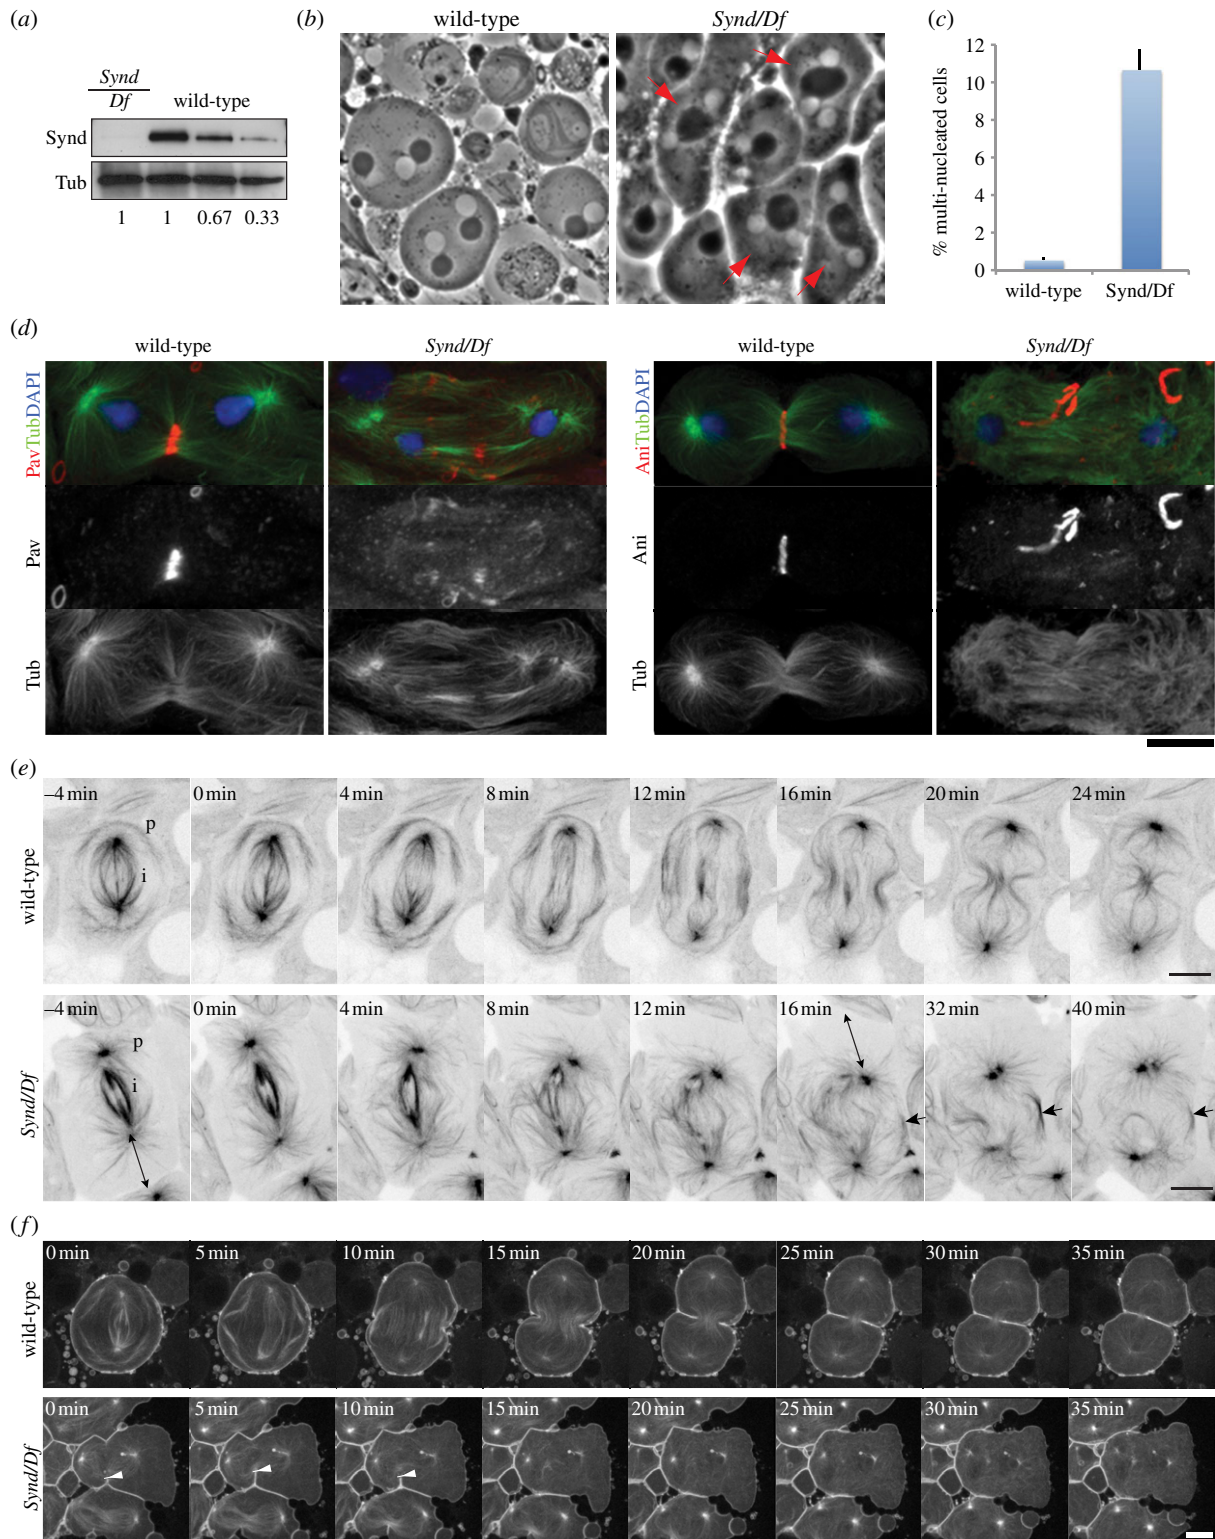 (a)
Synd
Df
wild-type
Synd
Tub
1 1 0.67 0.33
(b)
wild-type Synd/Df
(c)
12
10
8
6
4
2
0
% multi-nucleated cells
wild-type Synd/Df
(d)
wild-type Synd/Df wild-type Synd/Df
PavTubDAPI
Pav
Tub
AniTubDAPI
Ani
Tub
(e)
wild-type
–4 min 0 min 4 min 8 min 12 min 16 min 20 min 24 min
p
i
Synd/Df
–4 min 0 min 4 min 8 min 12 min 16 min 32 min 40 min
p
i
(f)
wild-type
0 min 5 min 10 min 15 min 20 min 25 min 30 min 35 min
Synd/Df
0 min 5 min 10 min 15 min 20 min 25 min 30 min 35 min